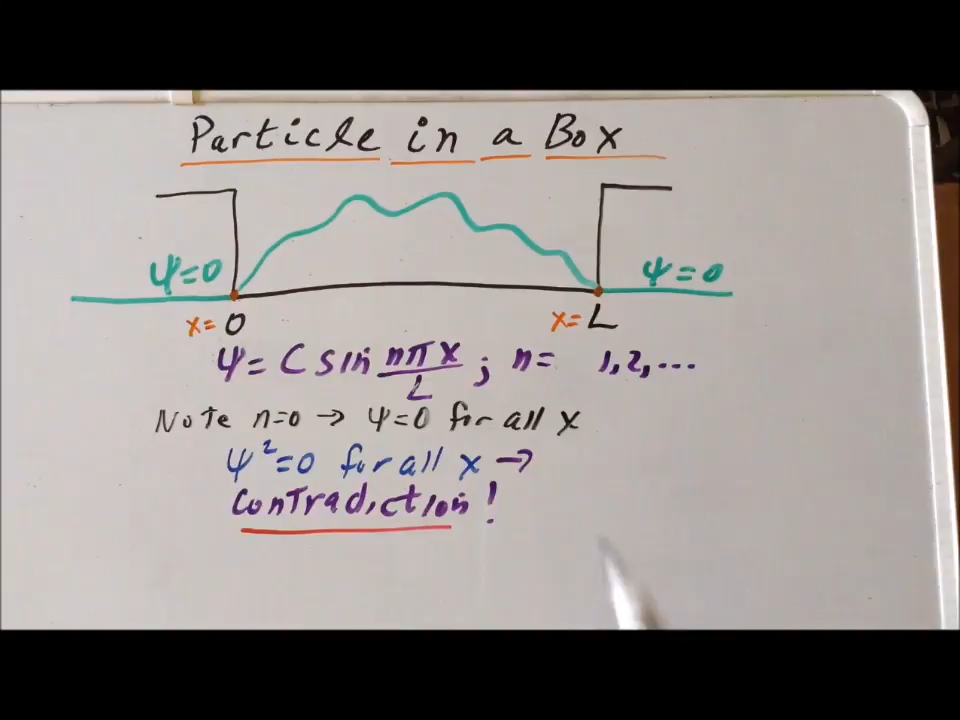 Particle in a Box
ψ=0 ψ=0
x=0 x=L
ψ= C sin nπx/L ; n= 1,2,...
Note n=0 → ψ=0 for all x
ψ²=0 for all x →
Contradiction!